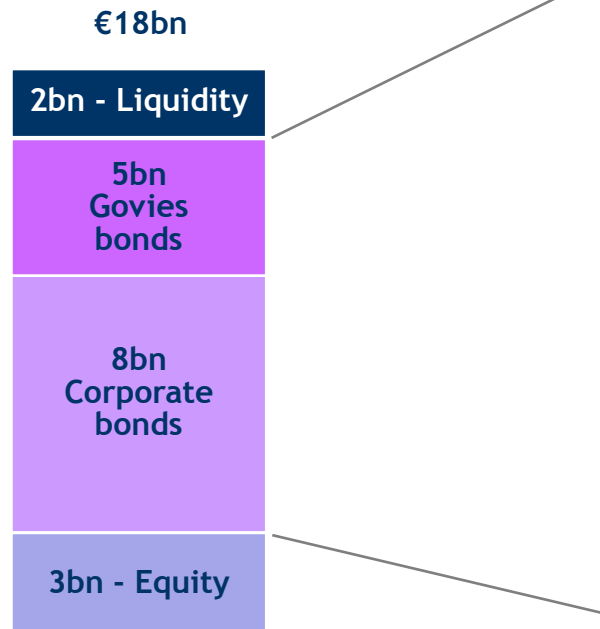 €18bn
2bn - Liquidity
5bn
Govies
bonds
8bn
Corporate
bonds
3bn - Equity